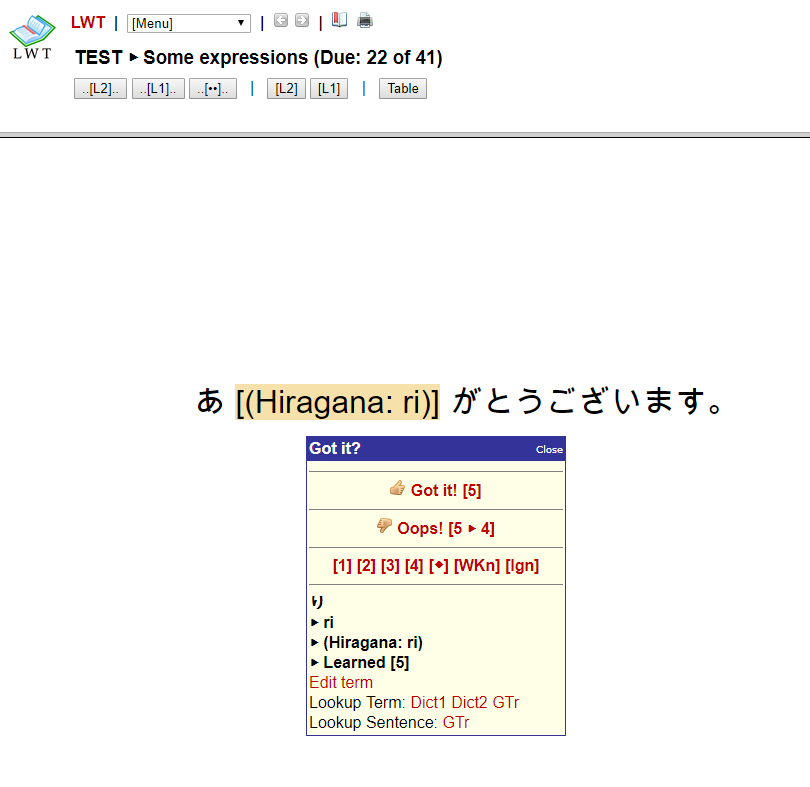 LWT
LWT | [Menu] | |
TEST ▸ Some expressions (Due: 22 of 41)
..[L2].. ..[L1].. ..[••].. | [L2] [L1] | Table
あ [(Hiragana: ri)] がとうございます。
Got it? Close
Got it! [5]
Oops! [5 ▸ 4]
[1] [2] [3] [4] [◆] [WKn] [Ign]
り
▸ ri
▸ (Hiragana: ri)
▸ Learned [5]
Edit term
Lookup Term: Dict1 Dict2 GTr
Lookup Sentence: GTr